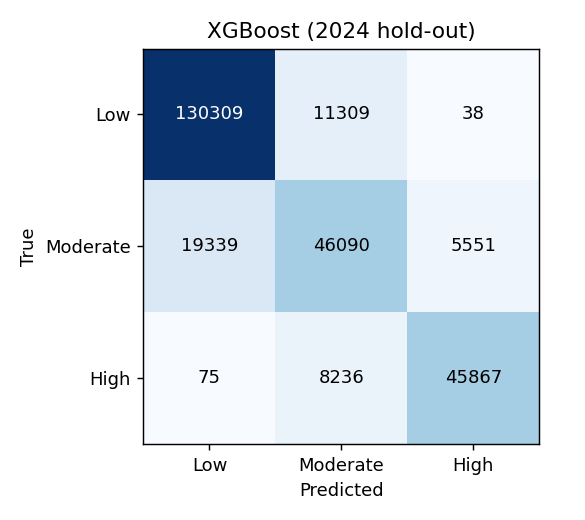 XGBoost (2024 hold-out)
Low 130309 11309 38
Moderate 19339 46090 5551
High 75 8236 45867
Low Moderate High
Predicted
True